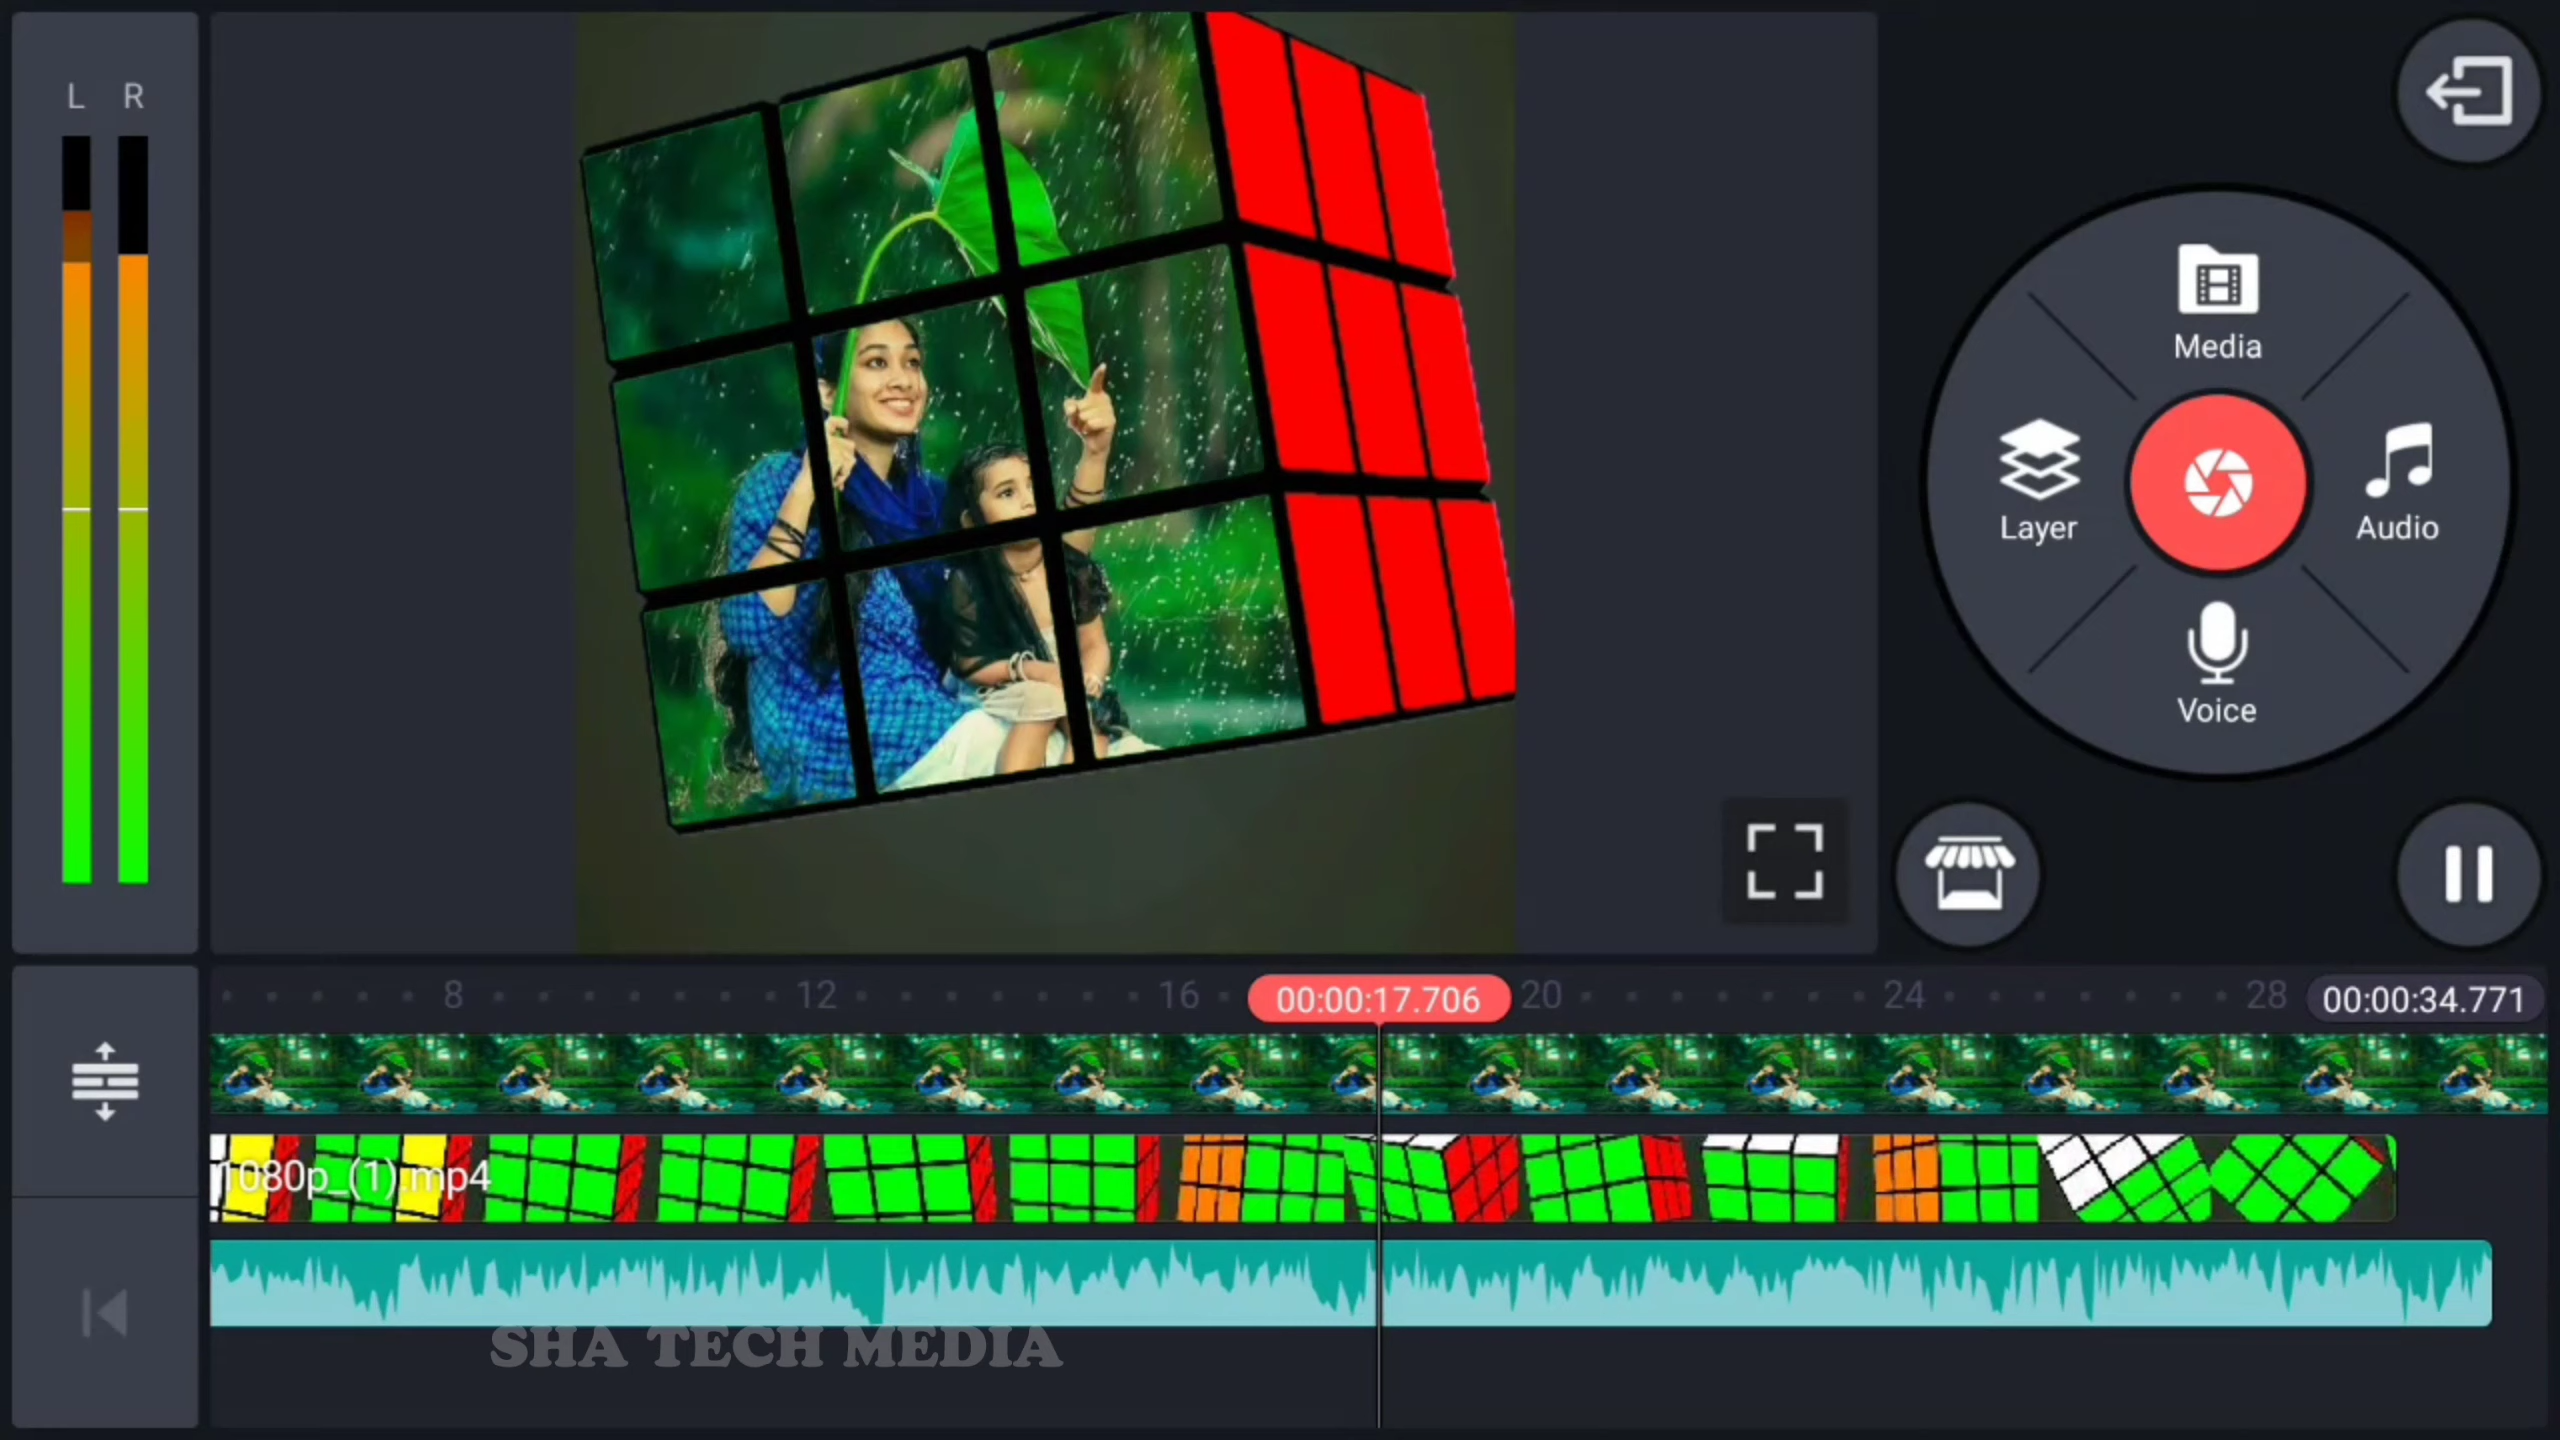 L R
Media
Layer
Audio
Voice
8 12 16 00:00:17.706 20 24 28 00:00:34.771
1080p_(1).mp4
SHA TECH MEDIA